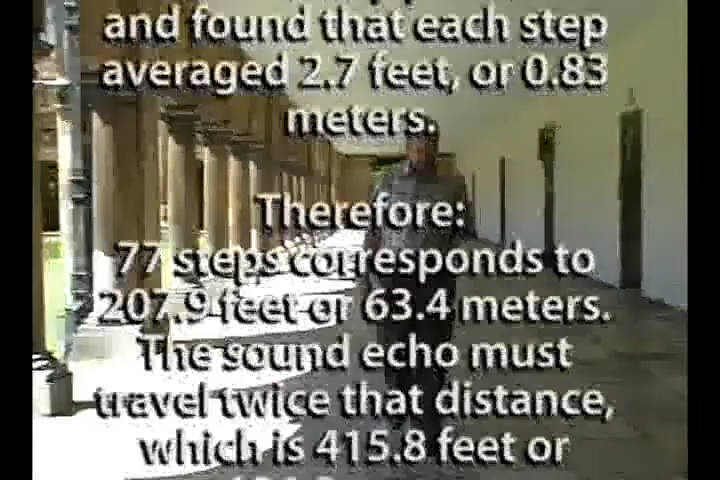 and found that each step
averaged 2.7 feet, or 0.83
meters.
Therefore:
77 steps corresponds to
207.9 feet or 63.4 meters.
The sound echo must
travel twice that distance,
which is 415.8 feet or